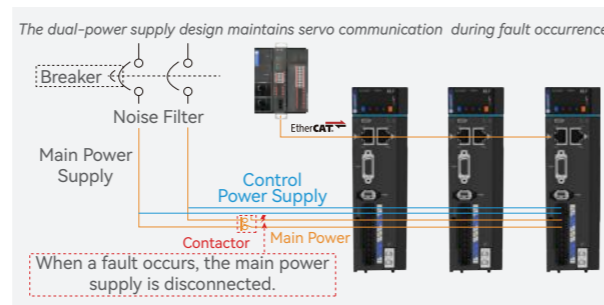 The dual-power supply design maintains servo communication during fault occurrence
Breaker
Noise Filter
EtherCAT
Main Power
Supply
Control
Power Supply
Contactor
Main Power
When a fault occurs, the main power
supply is disconnected.